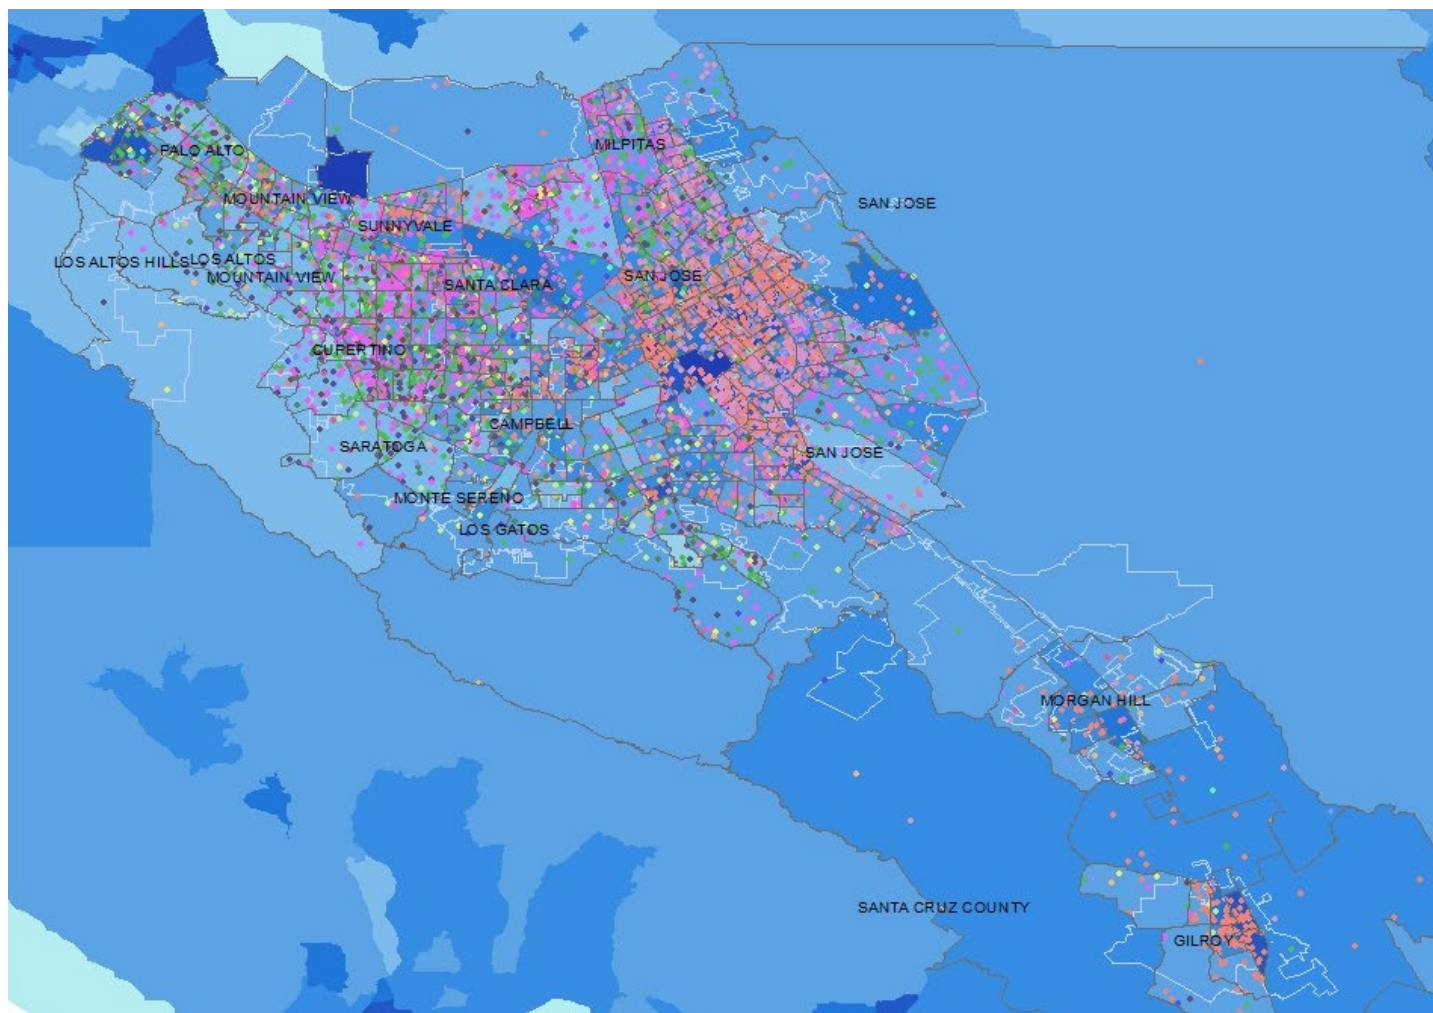 MILPITAS
PALO ALTO
MOUNTAIN VIEW
SAN JOSE
SUNNYVALE
LOS ALTOS HILLS
LOS ALTOS
MOUNTAIN VIEW
SANTA CLARA
SAN JOSE
CUPERTINO
CAMPBELL
SARATOGA
SAN JOSE
MONTE SERENO
LOS GATOS
MORGAN HILL
SANTA CRUZ COUNTY
GILROY